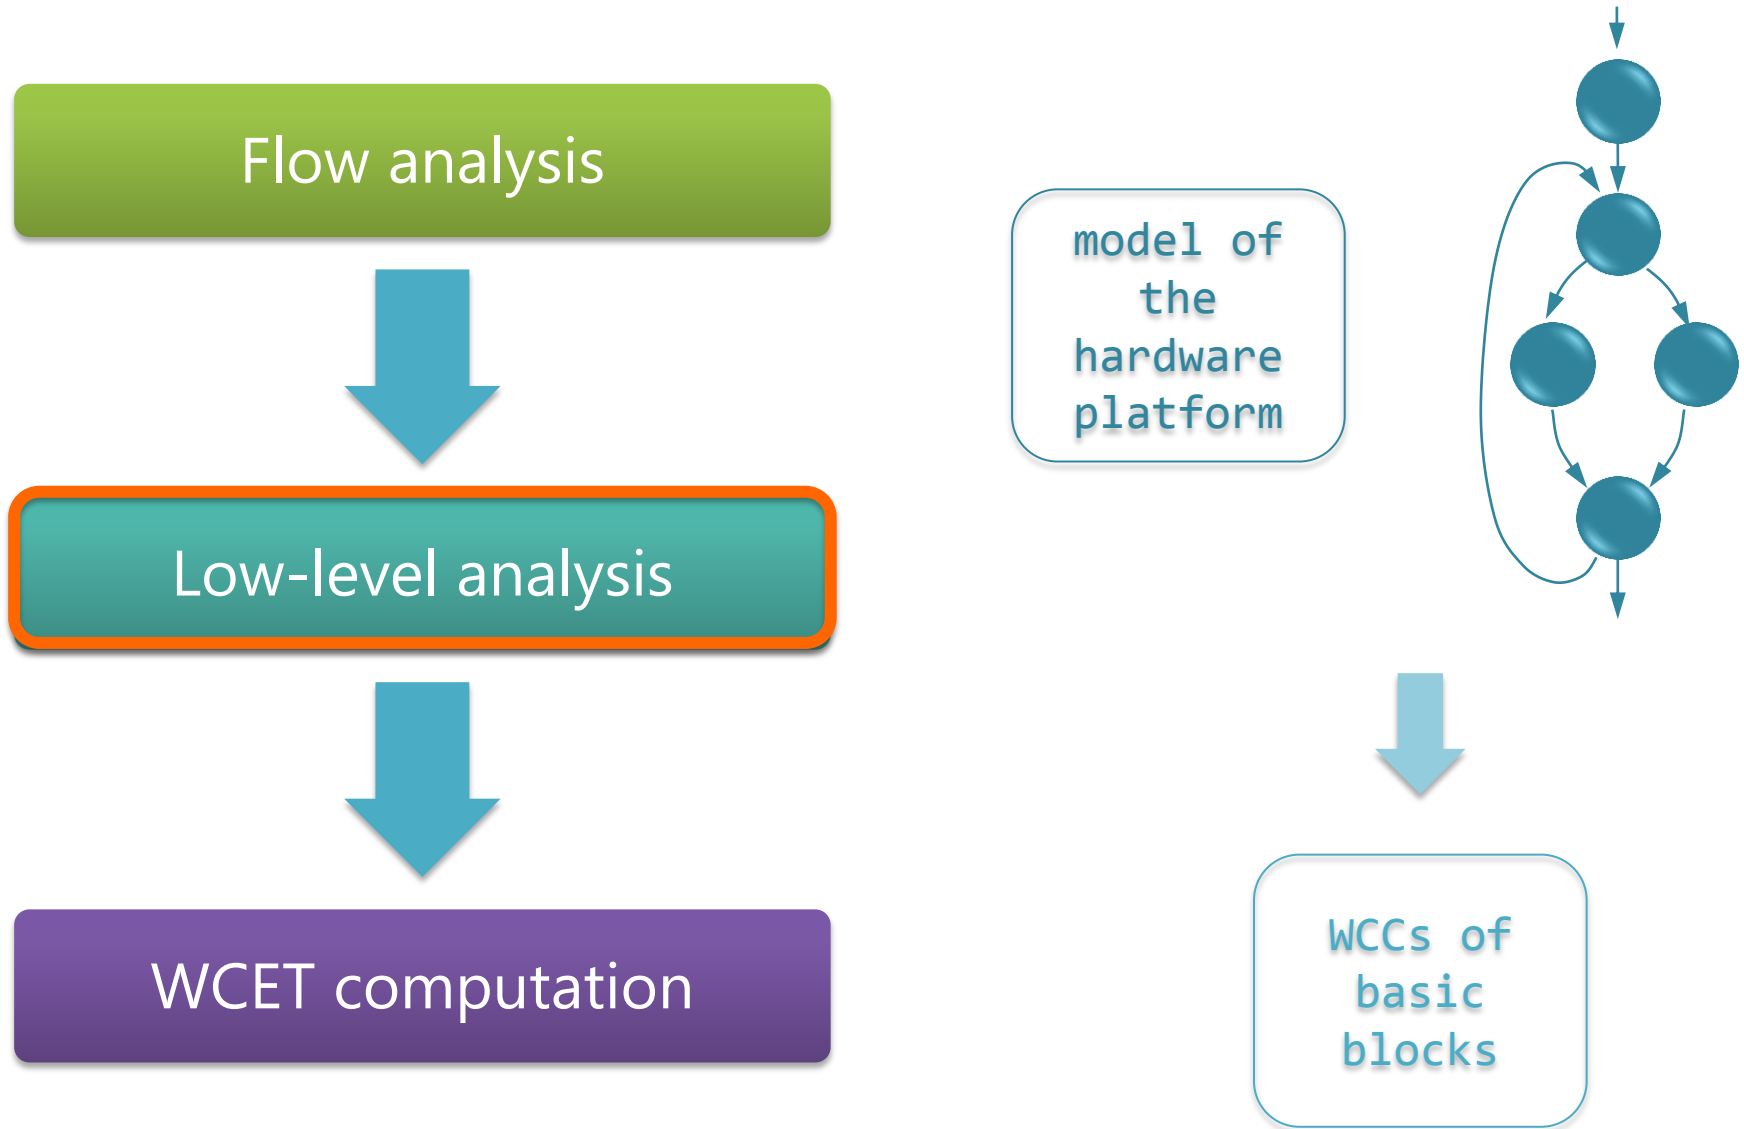 Flow analysis
model of
the
hardware
platform
Low-level analysis
WCET computation
WCCs of
basic
blocks